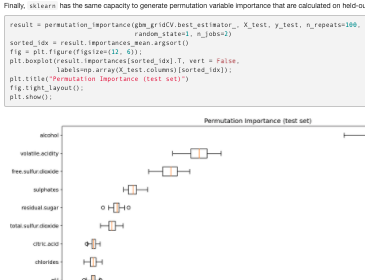 Finally, sklearn has the same capacity to generate permutation variable importance that are calculated on held-ou
result = permutation_importance(gbm_gridCV.best_estimator_, X_test, y_test, n_repeats=100,
random_state=1, n_jobs=2)
sorted_idx = result.importances_mean.argsort()
fig = plt.figure(figsize=(12, 6));
plt.boxplot(result.importances[sorted_idx].T, vert = False,
labels=np.array(X_test.columns)[sorted_idx]);
plt.title("Permutation Importance (test set)")
fig.tight_layout();
plt.show();
Permutation Importance (test set)
alcohol
volatile.acidity
free.sulfur.dioxide
sulphates
residual.sugar
total.sulfur.dioxide
citric.acid
chlorides